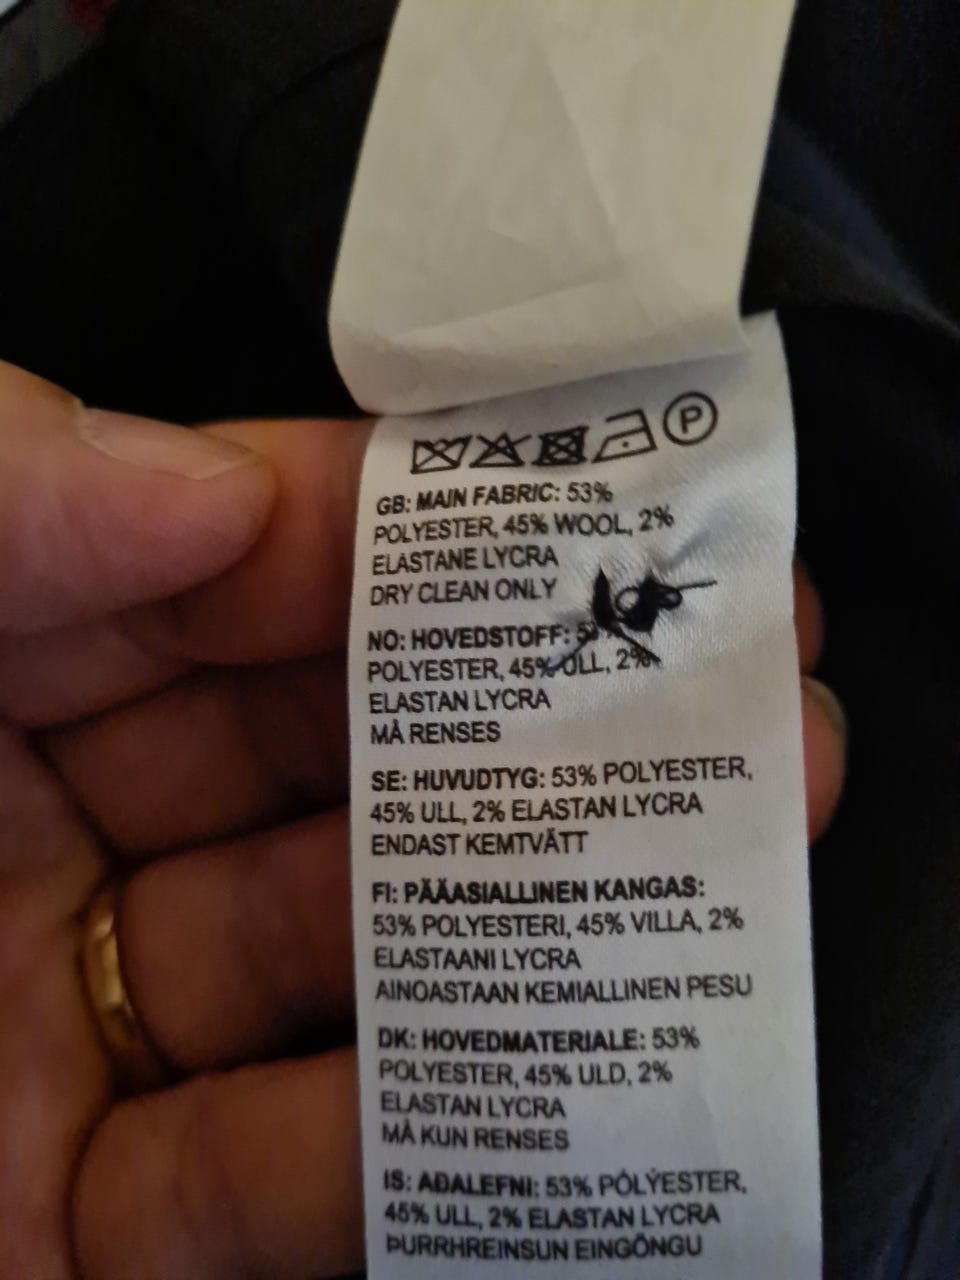 P
GB: MAIN FABRIC: 53%
POLYESTER, 45% WOOL, 2%
ELASTANE LYCRA
DRY CLEAN ONLY
NO: HOVEDSTOFF:
POLYESTER, 45% ULL, 2%
ELASTAN LYCRA
MÅ RENSES
SE: HUVUDTYG: 53% POLYESTER,
45% ULL, 2% ELASTAN LYCRA
ENDAST KEMTVÄTT
FI: PÄÄASIALLINEN KANGAS:
53% POLYESTERI, 45% VILLA, 2%
ELASTAANI LYCRA
AINOASTAAN KEMIALLINEN PESU
DK: HOVEDMATERIALE: 53%
POLYESTER, 45% ULD, 2%
ELASTAN LYCRA
MÅ KUN RENSES
IS: AÐALEFNI: 53% PÓLÝESTER,
45% ULL, 2% ELASTAN LYCRA
ÞURRHREINSUN EINGÖNGU